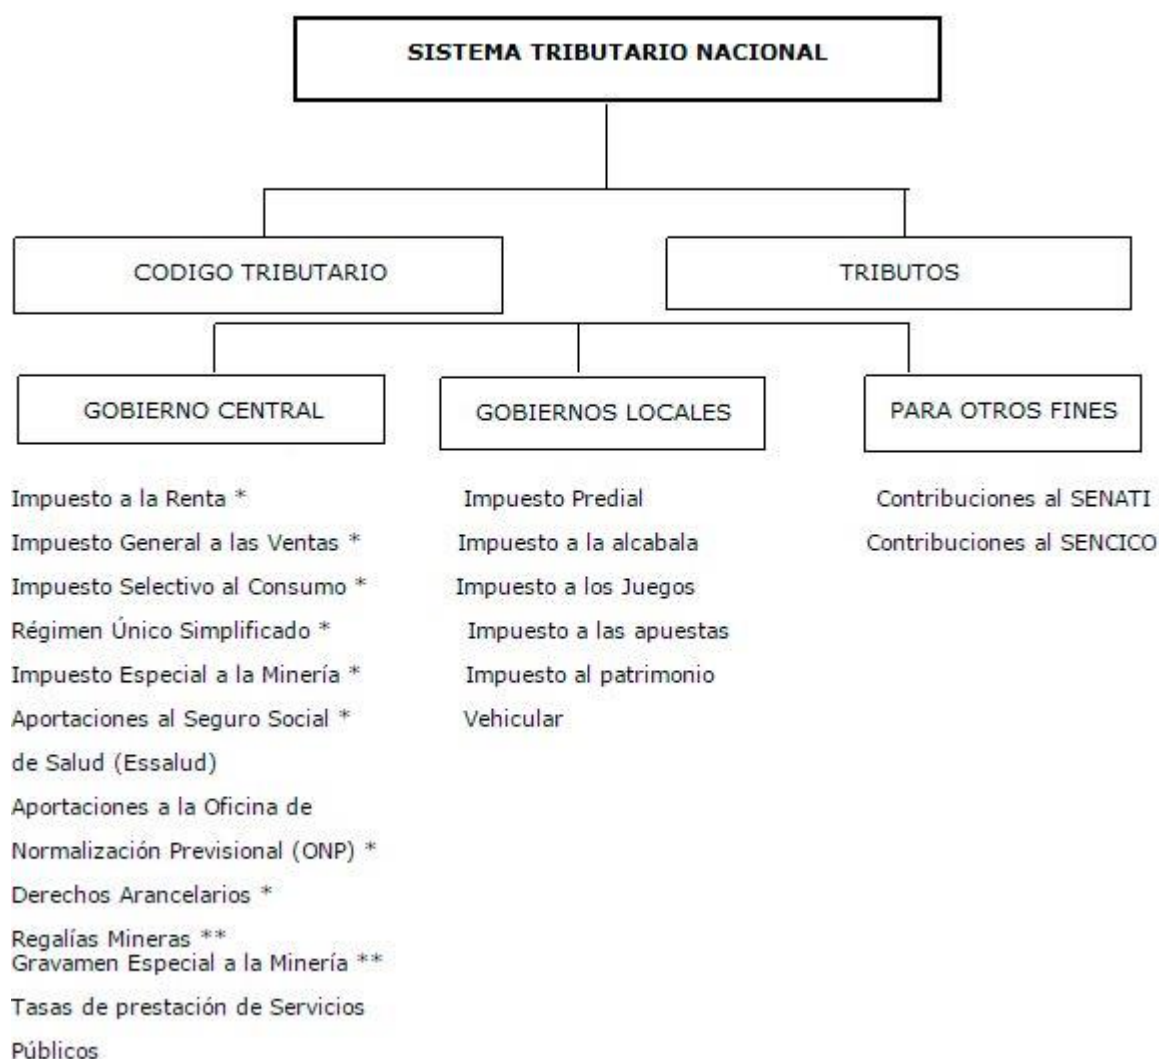 SISTEMA TRIBUTARIO NACIONAL
CODIGO TRIBUTARIO
TRIBUTOS
GOBIERNO CENTRAL
GOBIERNOS LOCALES
PARA OTROS FINES
Impuesto a la Renta *
Impuesto General a las Ventas *
Impuesto Selectivo al Consumo *
Régimen Único Simplificado *
Impuesto Especial a la Minería *
Aportaciones al Seguro Social *
de Salud (Essalud)
Aportaciones a la Oficina de
Normalización Previsional (ONP) *
Derechos Arancelarios *
Regalías Mineras **
Gravamen Especial a la Minería **
Tasas de prestación de Servicios
Públicos
Impuesto Predial
Impuesto a la alcabala
Impuesto a los Juegos
Impuesto a las apuestas
Impuesto al patrimonio
Vehicular
Contribuciones al SENATI
Contribuciones al SENCICO